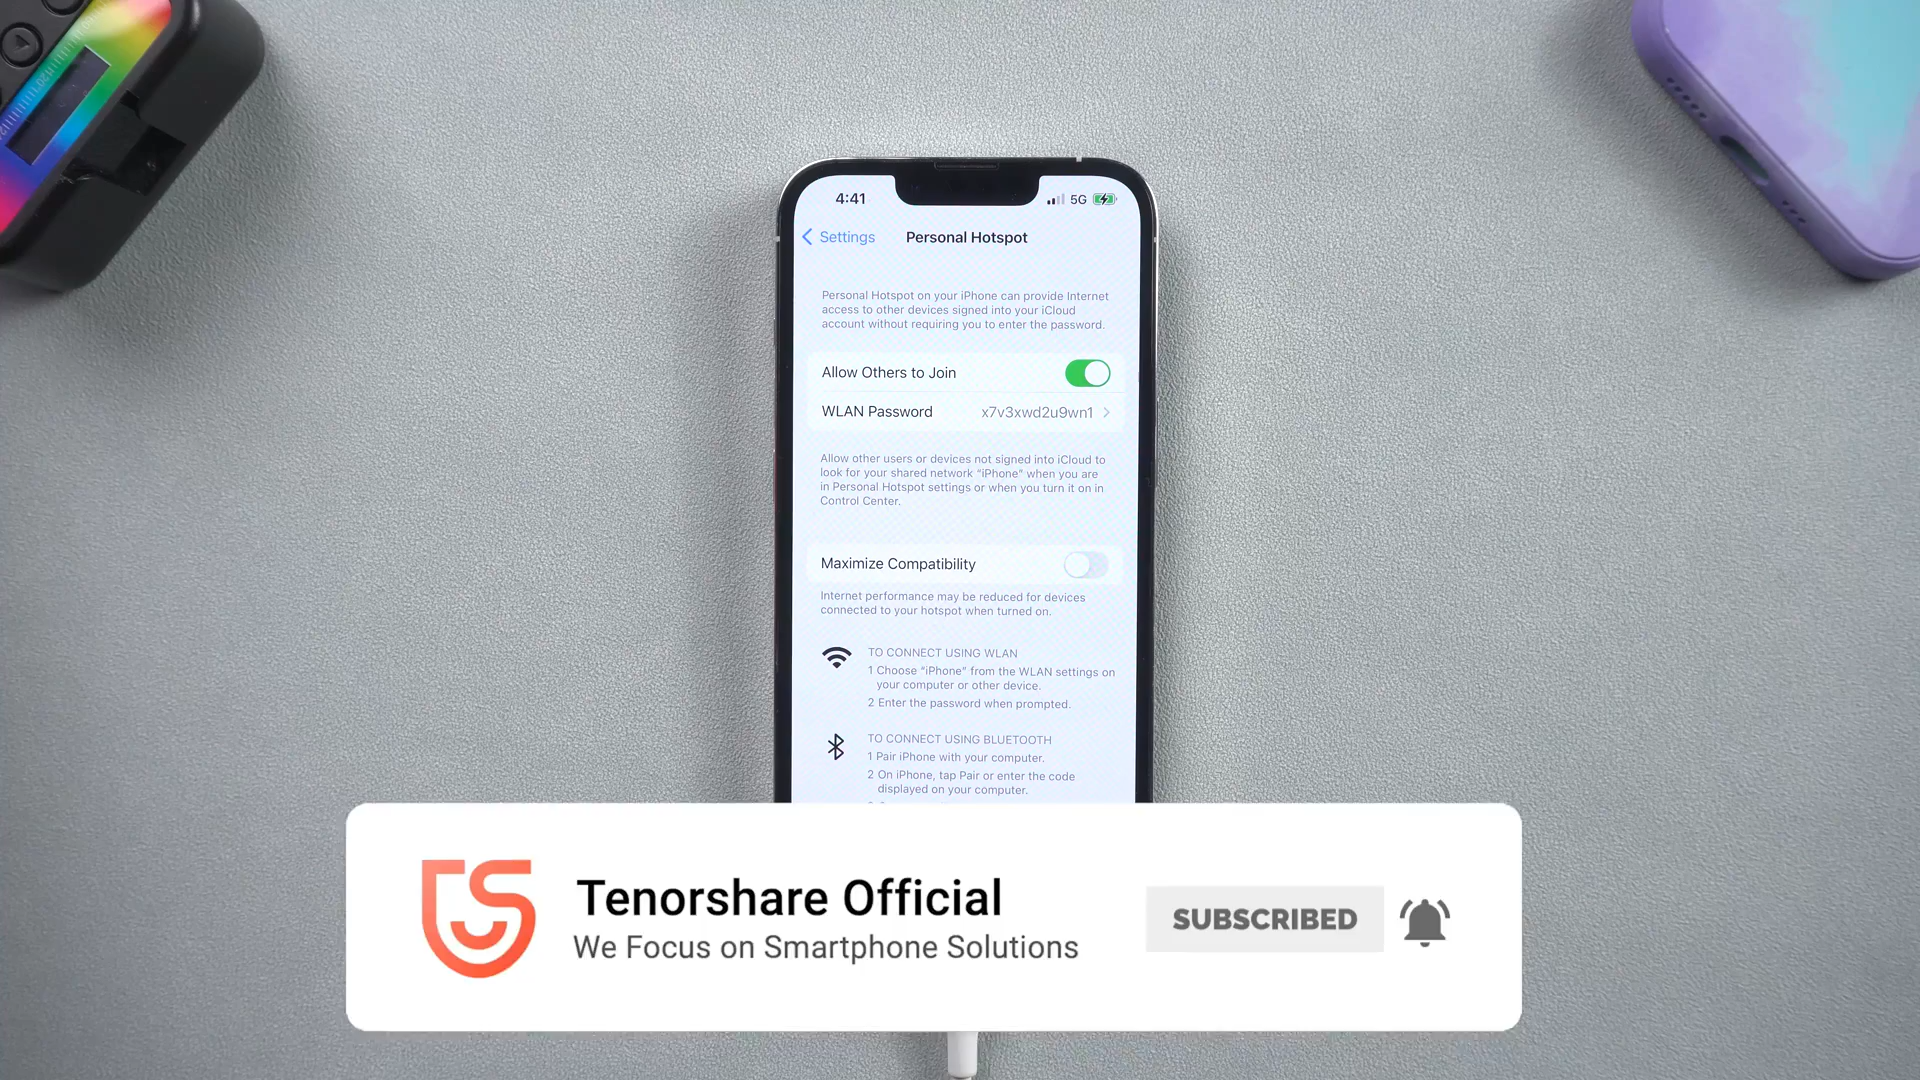 4:41
5G
Settings
Personal Hotspot
Personal Hotspot on your iPhone can provide Internet
access to other devices signed into your iCloud
account without requiring you to enter the password.
Allow Others to Join
WLAN Password x7v3xwd2u9wn1
Allow other users or devices not signed into iCloud to
look for your shared network “iPhone” when you are
in Personal Hotspot settings or when you turn it on in
Control Center.
Maximize Compatibility
Internet performance may be reduced for devices
connected to your hotspot when turned on.
TO CONNECT USING WLAN
1 Choose “iPhone” from the WLAN settings on
your computer or other device.
2 Enter the password when prompted.
TO CONNECT USING BLUETOOTH
1 Pair iPhone with your computer.
2 On iPhone, tap Pair or enter the code
displayed on your computer.
Tenorshare Official
We Focus on Smartphone Solutions
SUBSCRIBED